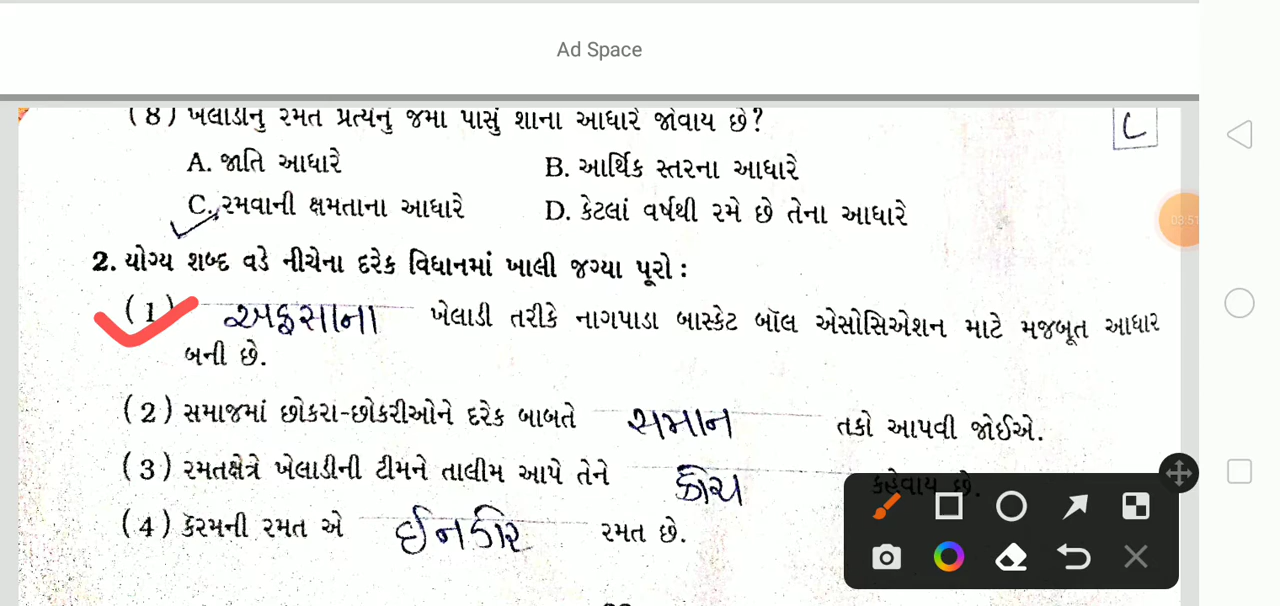 Ad Space
(8) ખેલાડીનું રમત પ્રત્યેનું જમા પાસું શાના આધારે જોવાય છે?
C
A. જાતિ આધારે B. આર્થિક સ્તરના આધારે
C. રમવાની ક્ષમતાના આધારે D. કેટલાં વર્ષથી રમે છે તેના આધારે
2. યોગ્ય શબ્દ વડે નીચેના દરેક વિધાનમાં ખાલી જગ્યા પૂરો :
(1) અફસાના ખેલાડી તરીકે નાગપાડા બાસ્કેટ બૉલ એસોસિએશન માટે મજબૂત આધાર
બની છે.
(2) સમાજમાં છોકરા-છોકરીઓને દરેક બાબતે સમાન તકો આપવી જોઈએ.
(3) રમતક્ષેત્રે ખેલાડીની ટીમને તાલીમ આપે તેને કોચ કહેવાય છે.
(4) કૅરમની રમત એ ઈનડોર રમત છે.